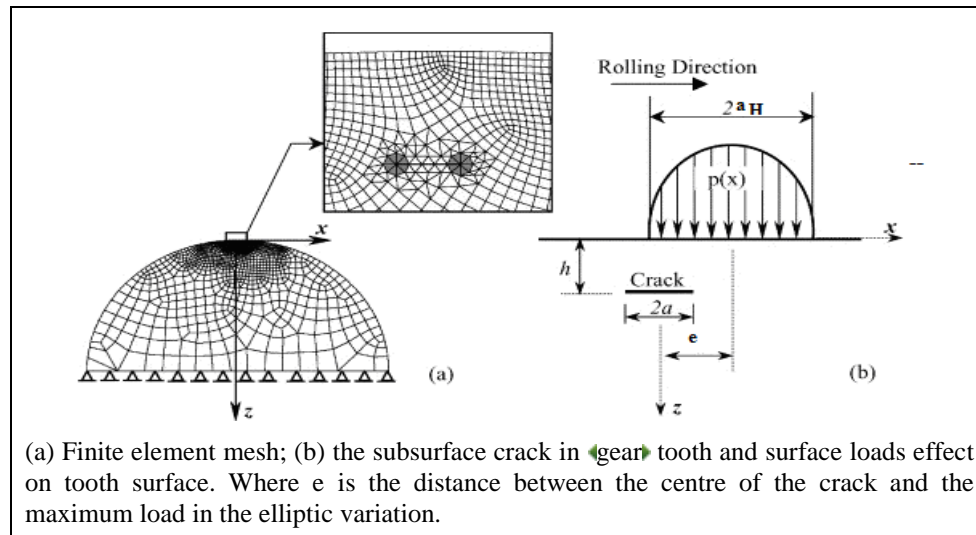 Rolling Direction
2 a H
p(x)
x
x
h
Crack
2a
e
(a)
(b)
z
z
(a) Finite element mesh; (b) the subsurface crack in gear tooth and surface loads effect
on tooth surface. Where e is the distance between the centre of the crack and the
maximum load in the elliptic variation.